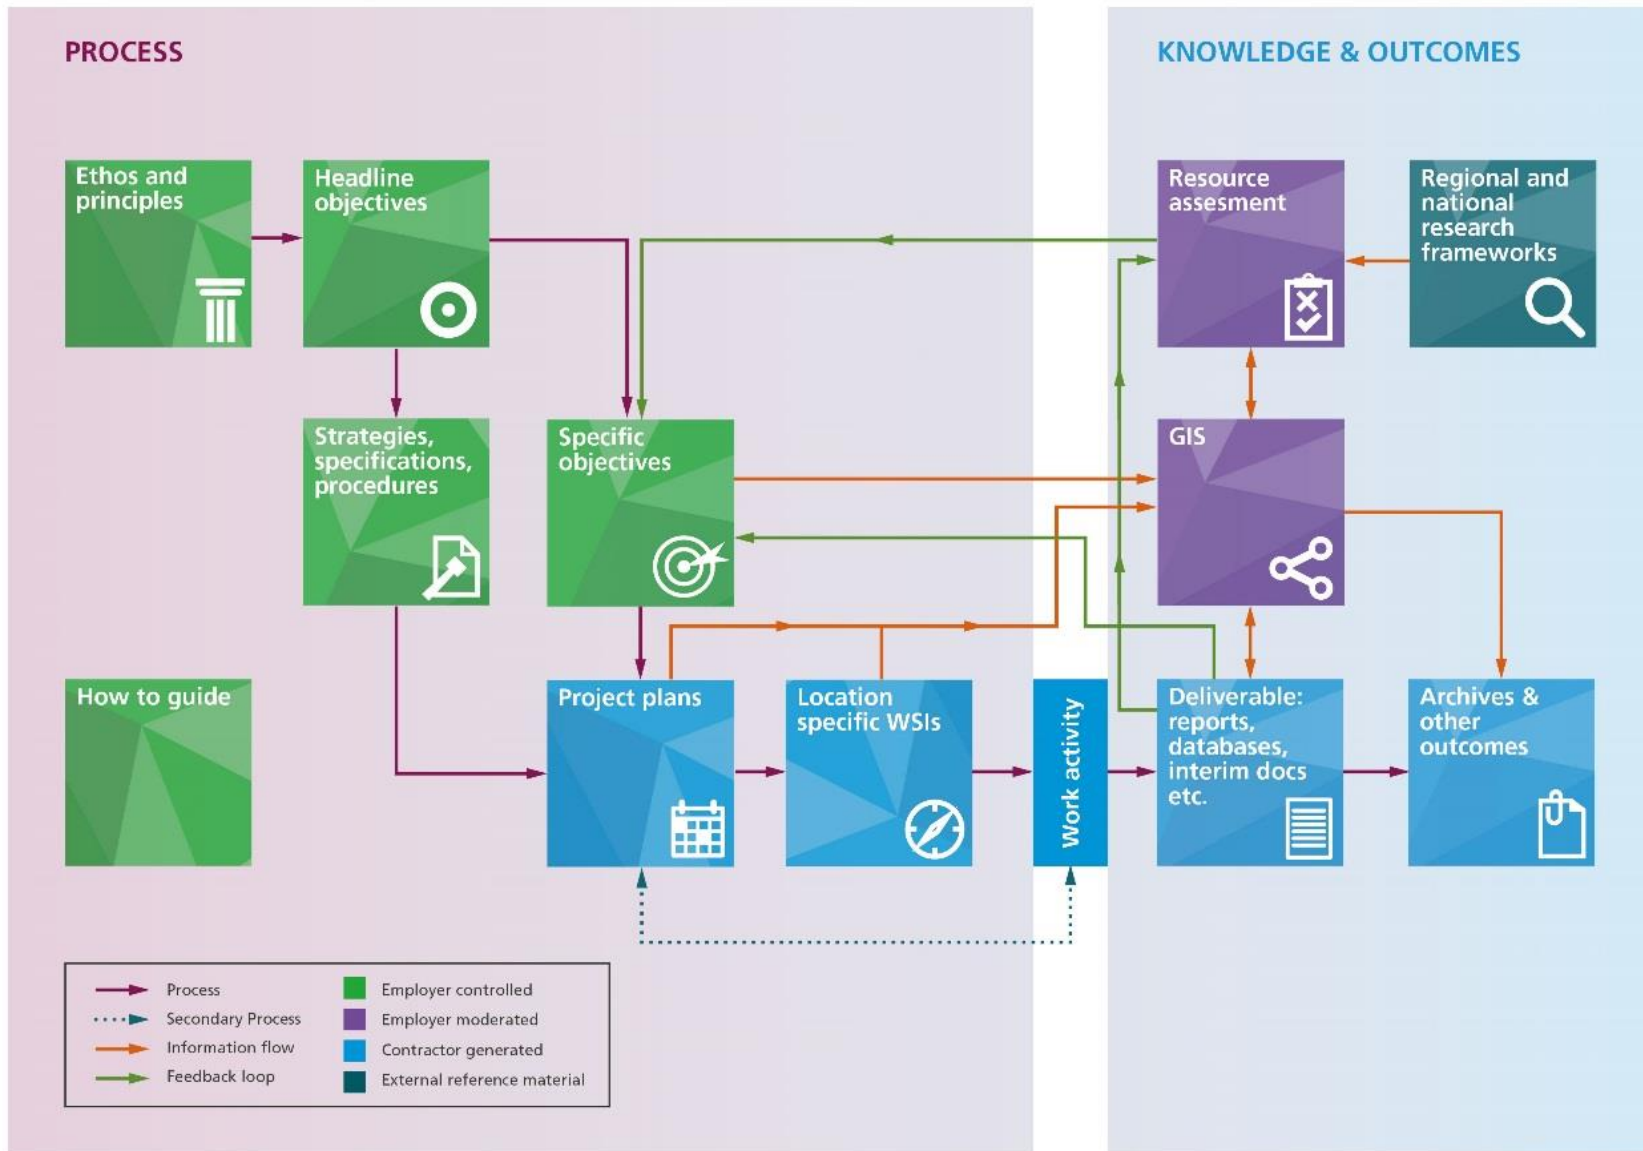 PROCESS
KNOWLEDGE & OUTCOMES
Ethos and
principles
Headline
objectives
Resource
assesment
Regional and
national
research
frameworks
Strategies,
specifications,
procedures
Specific
objectives
GIS
How to guide
Project plans
Location
specific WSIs
Work activity
Deliverable:
reports,
databases,
interim docs
etc.
Archives &
other
outcomes
Process
Secondary Process
Information flow
Feedback loop
Employer controlled
Employer moderated
Contractor generated
External reference material